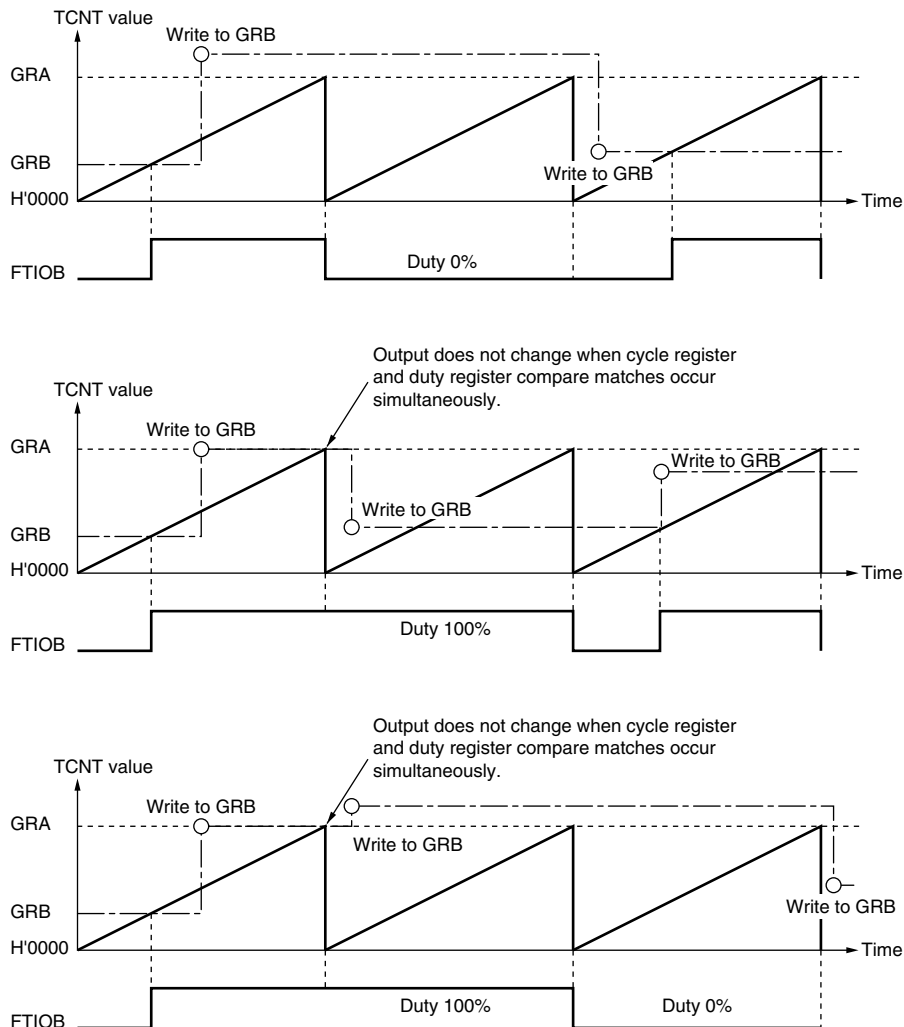 TCNT value
Write to GRB
GRA
GRB
Write to GRB
H'0000
Time
Duty 0%
FTIOB
Output does not change when cycle register
and duty register compare matches occur
simultaneously.
TCNT value
Write to GRB
GRA
Write to GRB
Write to GRB
GRB
H'0000
Time
Duty 100%
FTIOB
Output does not change when cycle register
and duty register compare matches occur
simultaneously.
TCNT value
Write to GRB
GRA
Write to GRB
GRB
Write to GRB
H'0000
Time
Duty 100%
Duty 0%
FTIOB